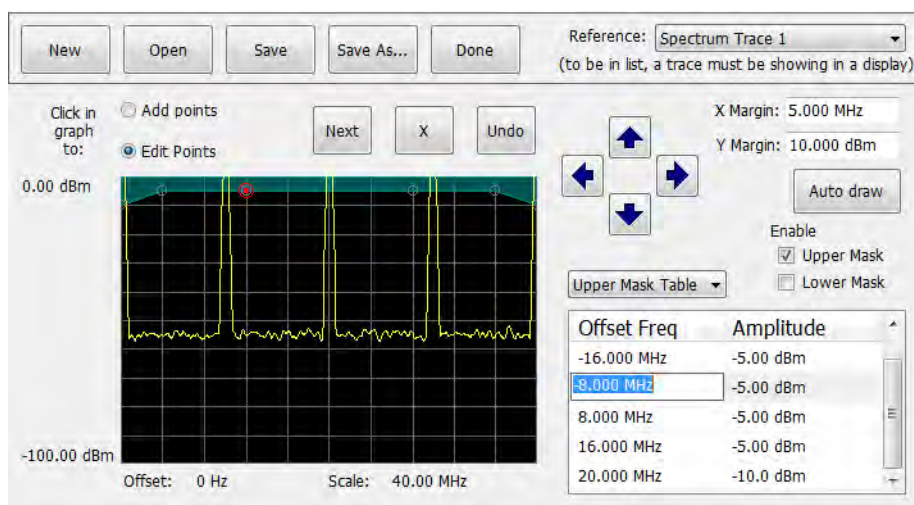 New Open Save Save As... Done
Reference: Spectrum Trace 1
(to be in list, a trace must be showing in a display)
Click in graph to:
Add points
Edit Points
Next X Undo
X Margin: 5.000 MHz
Y Margin: 10.000 dBm
Auto draw
Enable
Upper Mask
Lower Mask
0.00 dBm
-100.00 dBm
Offset: 0 Hz Scale: 40.00 MHz
Upper Mask Table
Offset Freq Amplitude
-16.000 MHz -5.00 dBm
-8.000 MHz -5.00 dBm
8.000 MHz -5.00 dBm
16.000 MHz -5.00 dBm
20.000 MHz -10.0 dBm